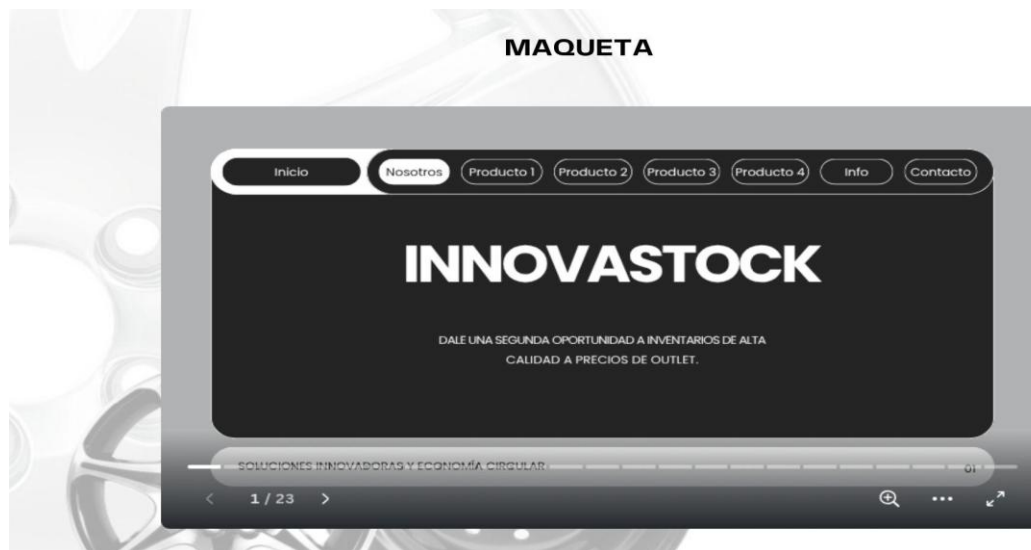 MAQUETA
Inicio Nosotros Producto 1 Producto 2 Producto 3 Producto 4 Info Contacto
INNOVASTOCK
DALE UNA SEGUNDA OPORTUNIDAD A INVENTARIOS DE ALTA
CALIDAD A PRECIOS DE OUTLET.
SOLUCIONES INNOVADORAS Y ECONOMÍA CIRCULAR 01
1 / 23